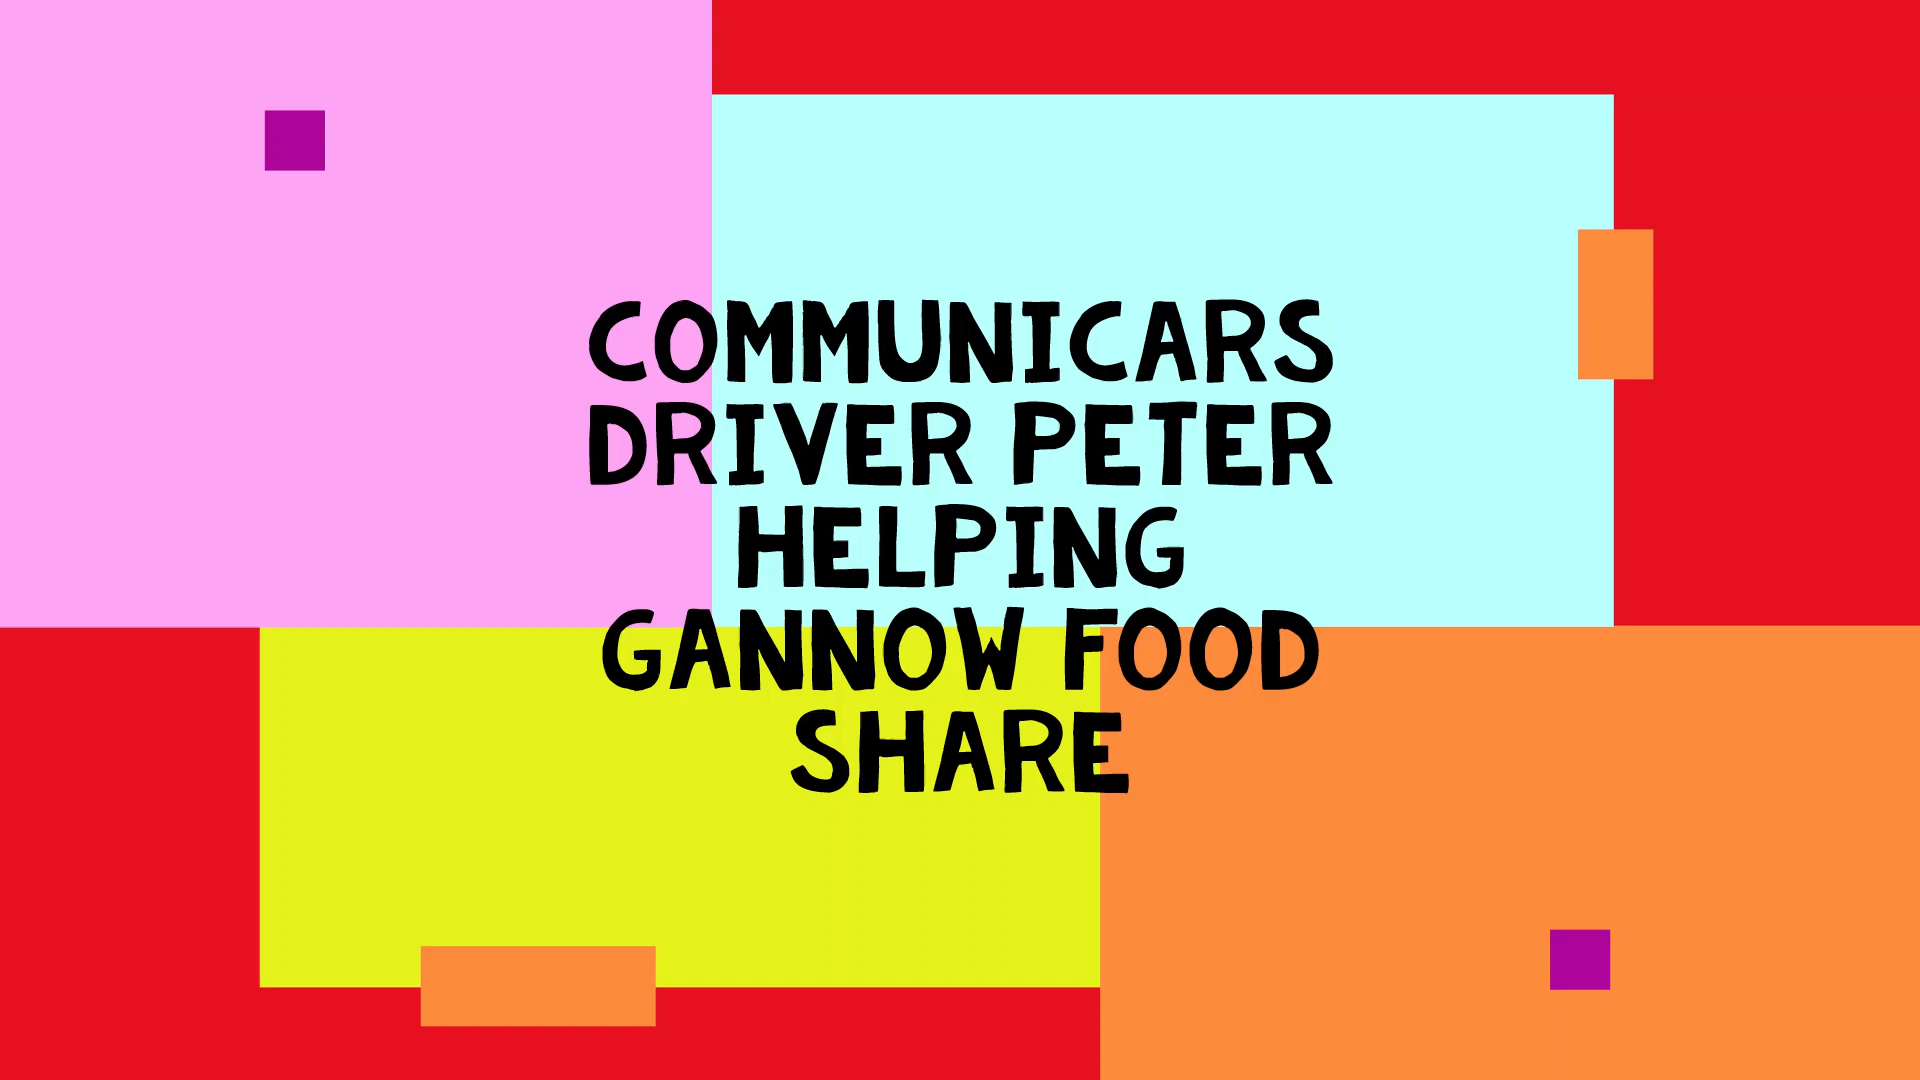 COMMUNICARS
DRIVER PETER
HELPING
GANNOW FOOD
SHARE